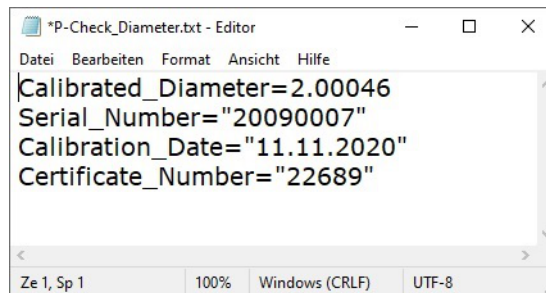 *P-Check_Diameter.txt - Editor
Datei Bearbeiten Format Ansicht Hilfe
Calibrated_Diameter=2.00046
Serial_Number="20090007"
Calibration_Date="11.11.2020"
Certificate_Number="22689"
Ze 1, Sp 1 100% Windows (CRLF) UTF-8